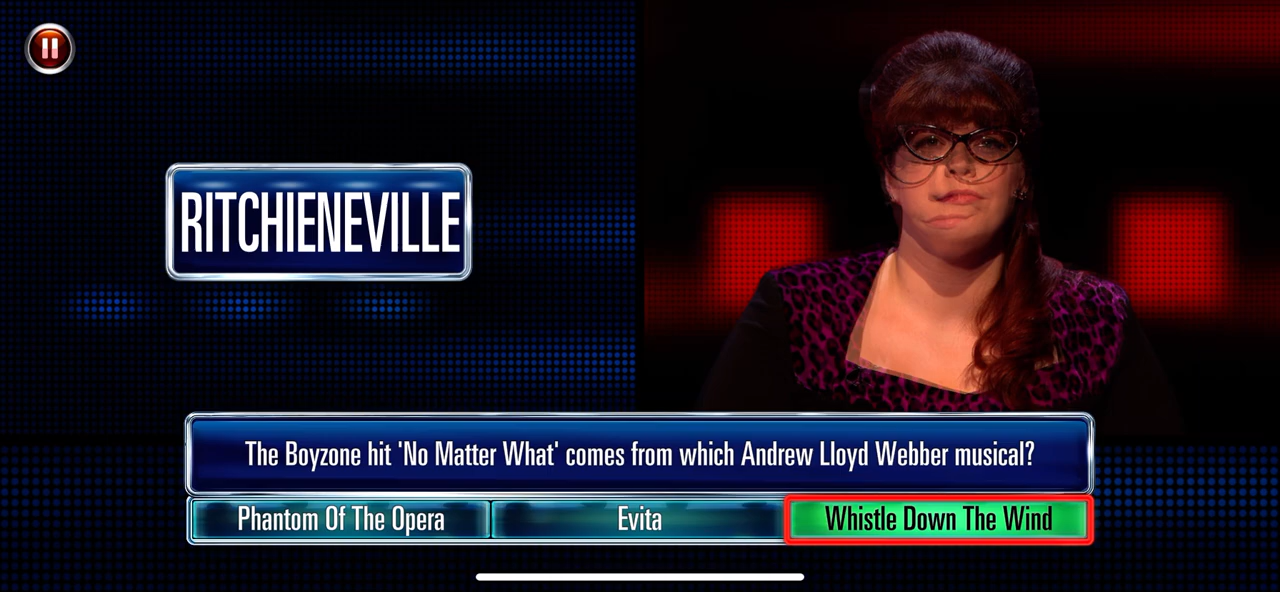 RITCHIENEVILLE
The Boyzone hit 'No Matter What' comes from which Andrew Lloyd Webber musical?
Phantom Of The Opera
Evita
Whistle Down The Wind